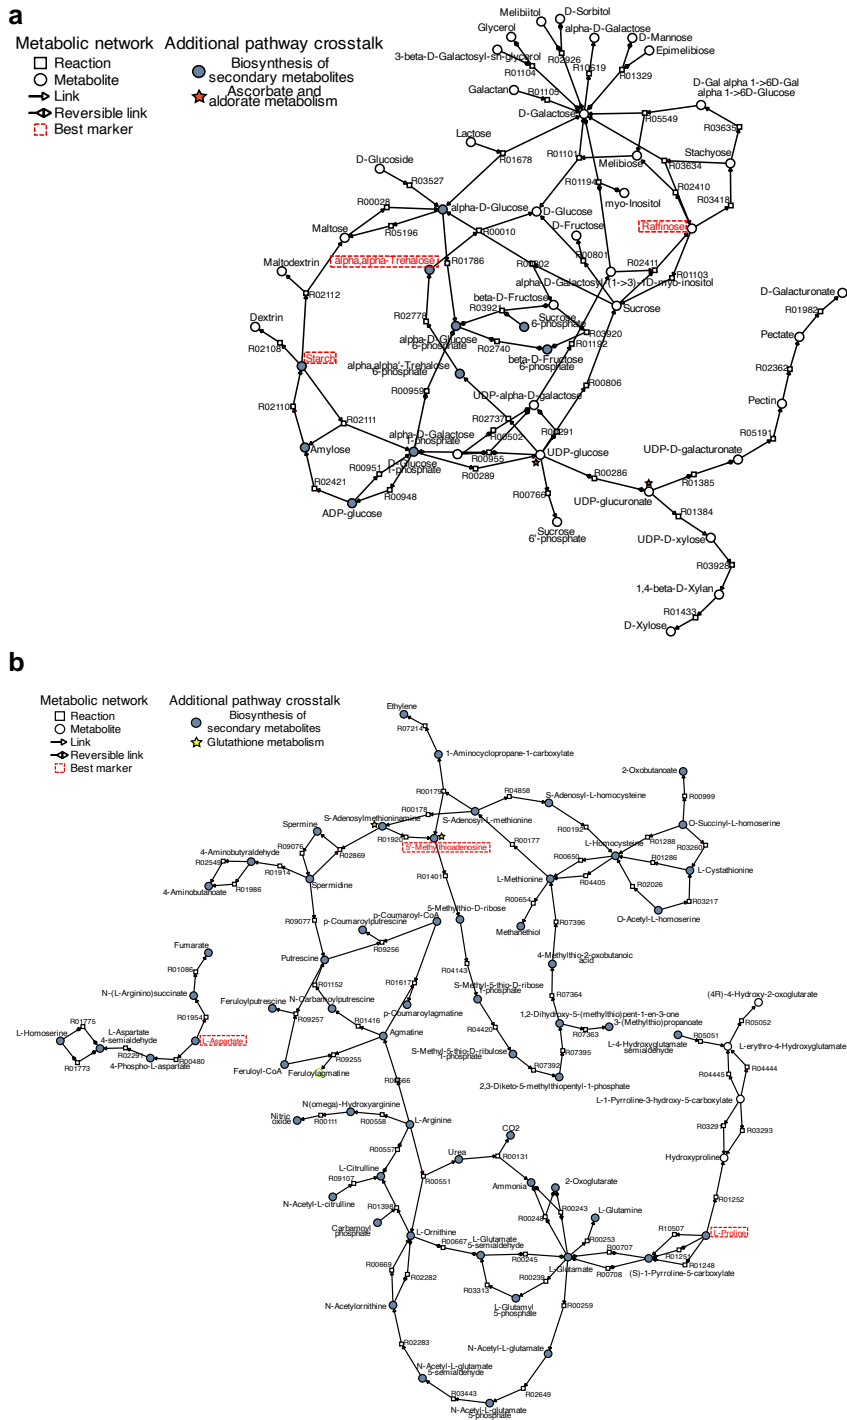 a
Metabolic network
Reaction
Metabolite
Link
Reversible link
Best marker
Additional pathway crosstalk
Biosynthesis of
secondary metabolites
Ascorbate and
aldorate metabolism
Melibiitol
D-Sorbitol
Glycerol
alpha-D-Galactose
D-Mannose
3-beta-D-Galactosyl-sn-glycerol
R02926
Epimelibiose
R01104
R10619
R01329
Galactan
R01105
D-Gal alpha 1->6D-Gal
alpha 1->6D-Glucose
D-Galactose
R05549
R03635
Lactose
R01678
R01101
Melibiose
R03634
Stachyose
D-Glucoside
R03527
R01194
R02410
R00028
myo-Inositol
R03418
alpha-D-Glucose
D-Glucose
Maltose
R05196
R00010
D-Fructose
Raffinose
alpha,alpha-Trehalose
R01786
R00801
R02411
Maltodextrin
alpha-D-Galactosyl-(1->3)-1D-myo-inositol
R01103
R02112
beta-D-Fructose
Sucrose
D-Galacturonate
R03921
R01982
Dextrin
R02778
Sucrose
6-phosphate
alpha-D-Glucose
6-phosphate
R03920
R01192
Pectate
R02108
R02740
Starch
beta-D-Fructose
6-phosphate
alpha,alpha'-Trehalose
6-phosphate
R02362
R00959
R00806
UDP-alpha-D-galactose
R02110
Pectin
R02111
R02737
alpha-D-Galactose
1-phosphate
R00502
R05191
Amylose
UDP-D-galacturonate
D-Glucose
1-phosphate
R00955
UDP-glucose
R00951
R00289
R00286
R01385
R02421
R00948
R00766
UDP-glucuronate
ADP-glucose
R01384
Sucrose
6'-phosphate
UDP-D-xylose
R03928
1,4-beta-D-Xylan
R01433
D-Xylose
b
Metabolic network
Reaction
Metabolite
Link
Reversible link
Best marker
Additional pathway crosstalk
Biosynthesis of
secondary metabolites
Glutathione metabolism
Ethylene
R07214
1-Aminocyclopropane-1-carboxylate
2-Oxobutanoate
R00179
R04858
S-Adenosyl-L-homocysteine
R00999
R00178
S-Adenosylmethioninamine
S-Adenosyl-L-methionine
O-Succinyl-L-homoserine
Spermine
R00192
R01920
L-Homocysteine
R01288
R03260
R09076
5'-Methylthioadenosine
R00177
4-Aminobutyraldehyde
R02869
R00650
R01286
R02549
L-Cystathionine
R01914
R01401
L-Methionine
R04405
R02026
4-Aminobutanoate
R01986
Spermidine
R00654
R03217
p-Coumaroyl-CoA
5-Methylthio-D-ribose
O-Acetyl-L-homoserine
R09077
p-Coumaroylputrescine
Methanethiol
R07396
R09256
Fumarate
Putrescine
4-Methylthio-2-oxobutanoic
acid
R01086
R04143
R01152
R01617
S-Methyl-5-thio-D-ribose
1-phosphate
N-(L-Arginino)succinate
R07364
(4R)-4-Hydroxy-2-oxoglutarate
N-Carbamoylputrescine
p-Coumaroylagmatine
Feruloylputrescine
1,2-Dihydroxy-5-(methylthio)pent-1-en-3-one
R01954
R09257
R01416
R05052
3-(Methylthio)propanoate
R01775
L-Aspartate
4-semialdehyde
R04420
R07363
R05051
L-Homoserine
L-Aspartate
Agmatine
L-4-Hydroxyglutamate
semialdehyde
L-erythro-4-Hydroxyglutamate
R02291
S-Methyl-5-thio-D-ribulose
1-phosphate
R07395
R01773
R00480
4-Phospho-L-aspartate
R09255
R07392
Feruloyl-CoA
Feruloylagmatine
R04445
R04444
2,3-Diketo-5-methylthiopentyl-1-phosphate
L-1-Pyrroline-3-hydroxy-5-carboxylate
N(omega)-Hydroxyarginine
Nitric
oxide
R00111
R00558
L-Arginine
R03293
CO2
R00557
Urea
R00131
Hydroxyproline
L-Citrulline
R00551
R09107
Ammonia
2-Oxoglutarate
R01252
N-Acetyl-L-citrulline
R01398
R00243
R00248
L-Glutamine
Carbamoyl
phosphate
L-Ornithine
R10507
L-Proline
R00667
L-Glutamate
5-semialdehyde
R00253
R00707
R00245
R01251
R00669
L-Glutamate
R00708
R01248
R02282
R00239
(S)-1-Pyrroline-5-carboxylate
R03313
N-Acetylornithine
L-Glutamyl
5-phosphate
R00259
R02283
N-Acetyl-L-glutamate
N-Acetyl-L-glutamate
5-semialdehyde
R03443
R02649
N-Acetyl-L-glutamate
5-phosphate